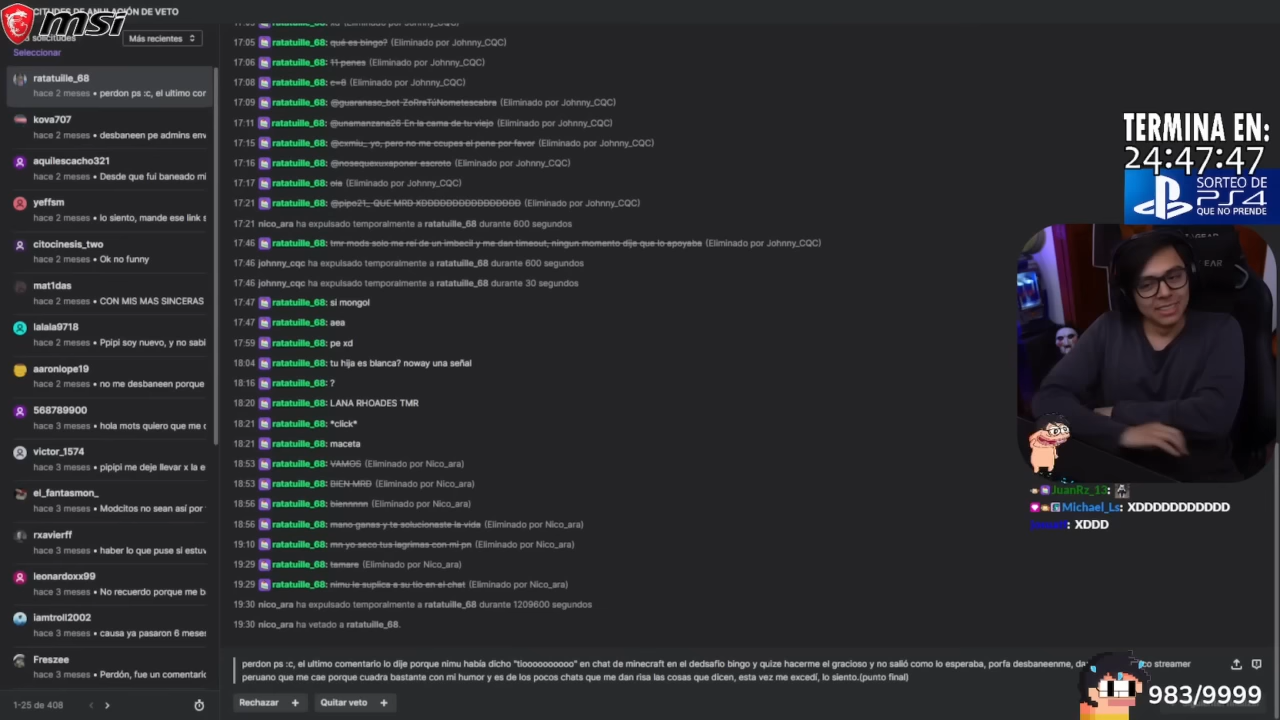 CITUDES DE ANULACIÓN DE VETO
msi
solicitudes
Más recientes
Seleccionar
ratatuille_68
hace 2 meses • perdon ps :c, el ultimo cor
kova707
hace 2 meses • desbaneen pe admins env
aquilescacho321
hace 2 meses • Desde que fui baneado mi
yeffsm
hace 2 meses • lo siento, mande ese link s
citocinesis_two
hace 2 meses • Ok no funny
mat1das
hace 2 meses • CON MIS MAS SINCERAS
lalala9718
hace 2 meses • Ppipi soy nuevo, y no sabi
aaronlope19
hace 2 meses • no me desbaneen porque
568789900
hace 3 meses • hola mots quiero que me c
victor_1574
hace 3 meses • pipipi me deje llevar x la e
el_fantasmon_
hace 3 meses • Modcitos no sean así por
rxavierff
hace 3 meses • haber lo que puse si estuv
leonardoxx99
hace 3 meses • No recuerdo porque me b
iamtroll2002
hace 3 meses • causa ya pasaron 6 meses
Freszee
hace 3 meses • Perdón, fue un comentario
1-25 de 408
17:05 ratatuille_68: qué es bingo? (Eliminado por Johnny_CQC)
17:06 ratatuille_68: 11 penes (Eliminado por Johnny_CQC)
17:08 ratatuille_68: c=8 (Eliminado por Johnny_CQC)
17:09 ratatuille_68: @guaranaso_bot ZoRraTúNometescabra (Eliminado por Johnny_CQC)
17:11 ratatuille_68: @unamanzana26 En la cama de tu viejo (Eliminado por Johnny_CQC)
17:15 ratatuille_68: @cxmiu_ yo, pero no me ccupes el pene por favor (Eliminado por Johnny_CQC)
17:16 ratatuille_68: @nosequexuxaponer escroto (Eliminado por Johnny_CQC)
17:17 ratatuille_68: ola (Eliminado por Johnny_CQC)
17:21 ratatuille_68: @pipo21_ QUE MRD XDDDDDDDDDDDDDDD (Eliminado por Johnny_CQC)
17:21 nico_ara ha expulsado temporalmente a ratatuille_68 durante 600 segundos
17:46 ratatuille_68: tmr mods solo me rei de un imbecil y me dan timeout, ningun momento dije que lo apoyaba (Eliminado por Johnny_CQC)
17:46 johnny_cqc ha expulsado temporalmente a ratatuille_68 durante 600 segundos
17:46 johnny_cqc ha expulsado temporalmente a ratatuille_68 durante 30 segundos
17:47 ratatuille_68: si mongol
17:47 ratatuille_68: aea
17:59 ratatuille_68: pe xd
18:04 ratatuille_68: tu hija es blanca? noway una señal
18:16 ratatuille_68: ?
18:20 ratatuille_68: LANA RHOADES TMR
18:21 ratatuille_68: *click*
18:21 ratatuille_68: maceta
18:53 ratatuille_68: VAMOS (Eliminado por Nico_ara)
18:53 ratatuille_68: BIEN MRD (Eliminado por Nico_ara)
18:56 ratatuille_68: biennnnn (Eliminado por Nico_ara)
18:56 ratatuille_68: mano ganas y te solucionaste la vida (Eliminado por Nico_ara)
19:10 ratatuille_68: mn yo seco tus lagrimas con mi pn (Eliminado por Nico_ara)
19:29 ratatuille_68: tamare (Eliminado por Nico_ara)
19:29 ratatuille_68: nimu le suplica a su tio en el chat (Eliminado por Nico_ara)
19:30 nico_ara ha expulsado temporalmente a ratatuille_68 durante 1209600 segundos
19:30 nico_ara ha vetado a ratatuille_68.
perdon ps :c, el ultimo comentario lo dije porque nimu había dicho "tioooooooooo" en chat de minecraft en el dedsafio bingo y quize hacerme el gracioso y no salió como lo esperaba, porfa desbaneenme, streamer
peruano que me cae porque cuadra bastante con mi humor y es de los pocos chats que me dan risa las cosas que dicen, esta vez me excedí, lo siento.(punto final)
Rechazar +
Quitar veto +
TERMINA EN:
24:47:47
SORTEO DE
PS4
QUE NO PRENDE
JuanRz_13:
Michael_Ls: XDDDDDDDDDDD
: XDDD
983/9999